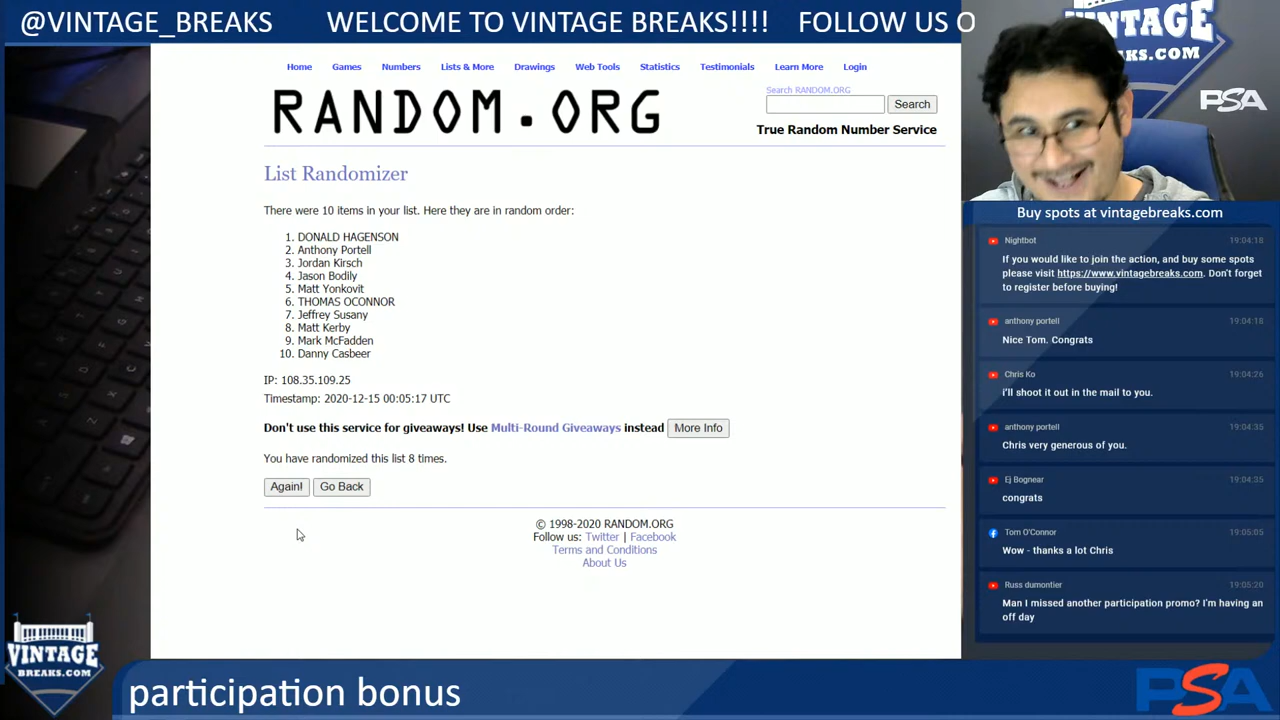 @VINTAGE_BREAKS WELCOME TO VINTAGE BREAKS!!!! FOLLOW US O
Home Games Numbers Lists & More Drawings Web Tools Statistics Testimonials Learn More Login
RANDOM.ORG
Search RANDOM.ORG
Search
True Random Number Service
List Randomizer
There were 10 items in your list. Here they are in random order:
1. DONALD HAGENSON
2. Anthony Portell
3. Jordan Kirsch
4. Jason Bodily
5. Matt Yonkovit
6. THOMAS OCONNOR
7. Jeffrey Susany
8. Matt Kerby
9. Mark McFadden
10. Danny Casbeer
IP: 108.35.109.25
Timestamp: 2020-12-15 00:05:17 UTC
Don't use this service for giveaways! Use Multi-Round Giveaways instead More Info
You have randomized this list 8 times.
Again! Go Back
© 1998-2020 RANDOM.ORG
Follow us: Twitter | Facebook
Terms and Conditions
About Us
VINTAGE
BREAKS.COM
PSA
Buy spots at vintagebreaks.com
Nightbot 19:04:18
If you would like to join the action, and buy some spots
please visit https://www.vintagebreaks.com. Don't forget
to register before buying!
anthony portell 19:04:18
Nice Tom. Congrats
Chris Ko 19:04:26
i'll shoot it out in the mail to you.
anthony portell 19:04:35
Chris very generous of you.
Ej Bognear 19:04:35
congrats
Tom O'Connor 19:05:05
Wow - thanks a lot Chris
Russ dumontier 19:05:20
Man I missed another participation promo? I'm having an
off day
VINTAGE
BREAKS.COM
participation bonus
PSA